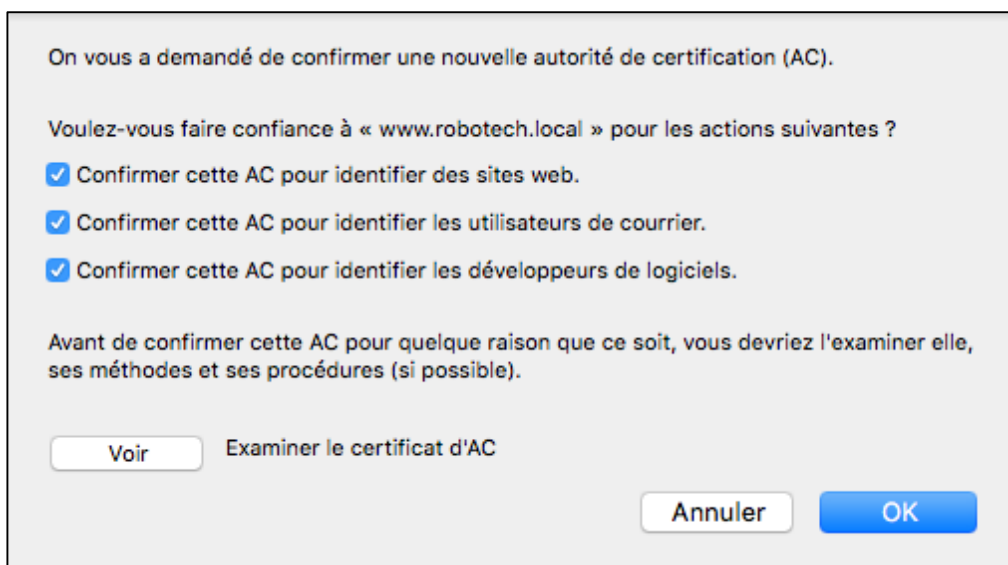 On vous a demandé de confirmer une nouvelle autorité de certification (AC).
Voulez-vous faire confiance à « www.robotech.local » pour les actions suivantes ?
Confirmer cette AC pour identifier des sites web.
Confirmer cette AC pour identifier les utilisateurs de courrier.
Confirmer cette AC pour identifier les développeurs de logiciels.
Avant de confirmer cette AC pour quelque raison que ce soit, vous devriez l'examiner elle,
ses méthodes et ses procédures (si possible).
Voir Examiner le certificat d'AC
Annuler OK